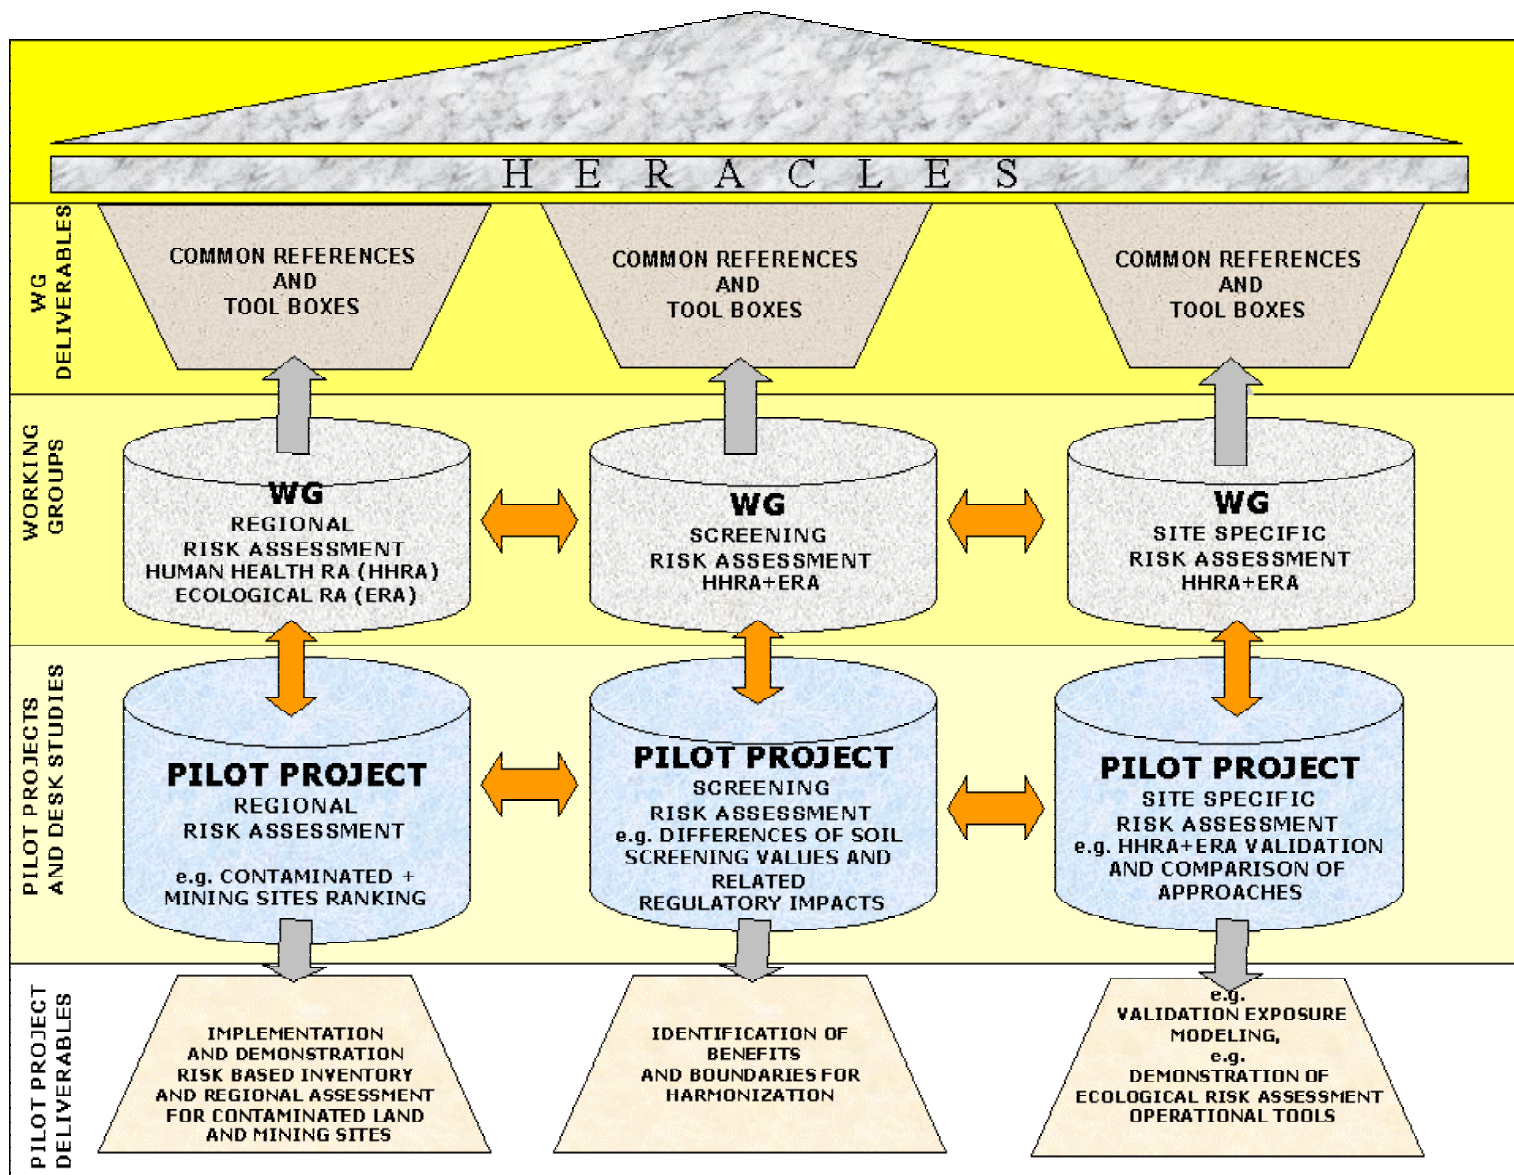 H E R A C L E S
WG
DELIVERABLES
COMMON REFERENCES
AND
TOOL BOXES
COMMON REFERENCES
AND
TOOL BOXES
COMMON REFERENCES
AND
TOOL BOXES
WORKING
GROUPS
WG
REGIONAL
RISK ASSESSMENT
HUMAN HEALTH RA (HHRA)
ECOLOGICAL RA (ERA)
WG
SCREENING
RISK ASSESSMENT
HHRA+ERA
WG
SITE SPECIFIC
RISK ASSESSMENT
HHRA+ERA
PILOT PROJECTS
AND DESK STUDIES
PILOT PROJECT
REGIONAL
RISK ASSESSMENT
e.g. CONTAMINATED +
MINING SITES RANKING
PILOT PROJECT
SCREENING
RISK ASSESSMENT
e.g. DIFFERENCES OF SOIL
SCREENING VALUES AND
RELATED
REGULATORY IMPACTS
PILOT PROJECT
SITE SPECIFIC
RISK ASSESSMENT
e.g. HHRA+ERA VALIDATION
AND COMPARISON OF
APPROACHES
PILOT PROJECT
DELIVERABLES
IMPLEMENTATION
AND DEMONSTRATION
RISK BASED INVENTORY
AND REGIONAL ASSESSMENT
FOR CONTAMINATED LAND
AND MINING SITES
IDENTIFICATION OF
BENEFITS
AND BOUNDARIES FOR
HARMONIZATION
e.g.
VALIDATION EXPOSURE
MODELING,
e.g.
DEMONSTRATION OF
ECOLOGICAL RISK ASSESSMENT
OPERATIONAL TOOLS